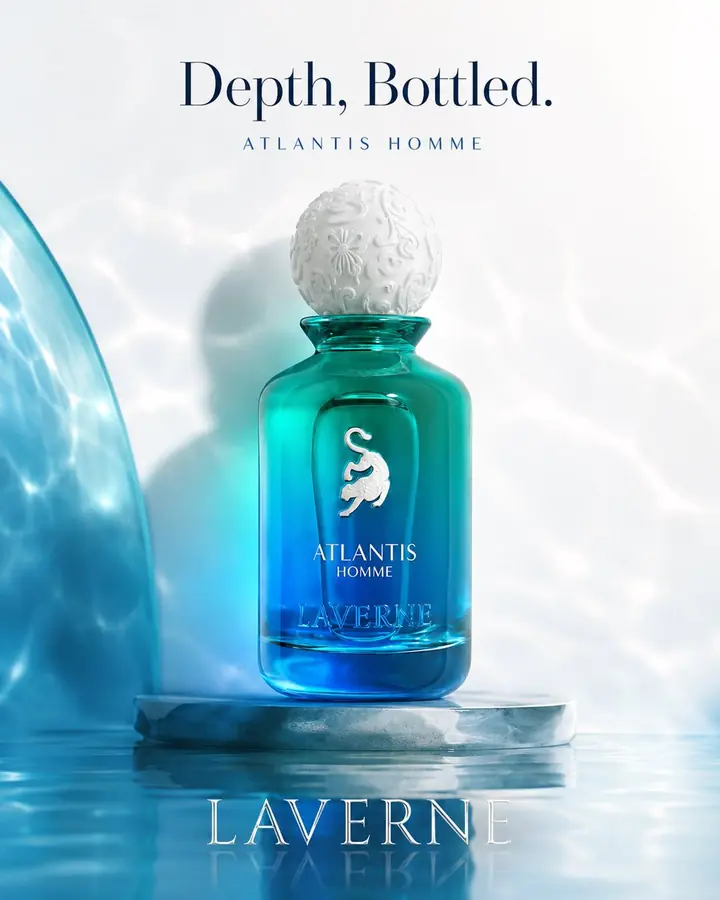 Depth, Bottled.
ATLANTIS HOMME
ATLANTIS
HOMME
LAVERNE
LAVERNE